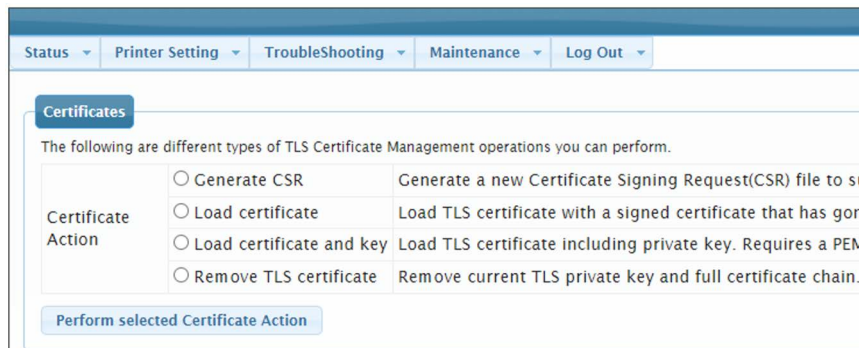 Status Printer Setting TroubleShooting Maintenance Log Out
Certificates
The following are different types of TLS Certificate Management operations you can perform.
Certificate Action
Generate CSR Generate a new Certificate Signing Request(CSR) file to
Load certificate Load TLS certificate with a signed certificate that has
Load certificate and key Load TLS certificate including private key. Requires a PEM
Remove TLS certificate Remove current TLS private key and full certificate chain.
Perform selected Certificate Action